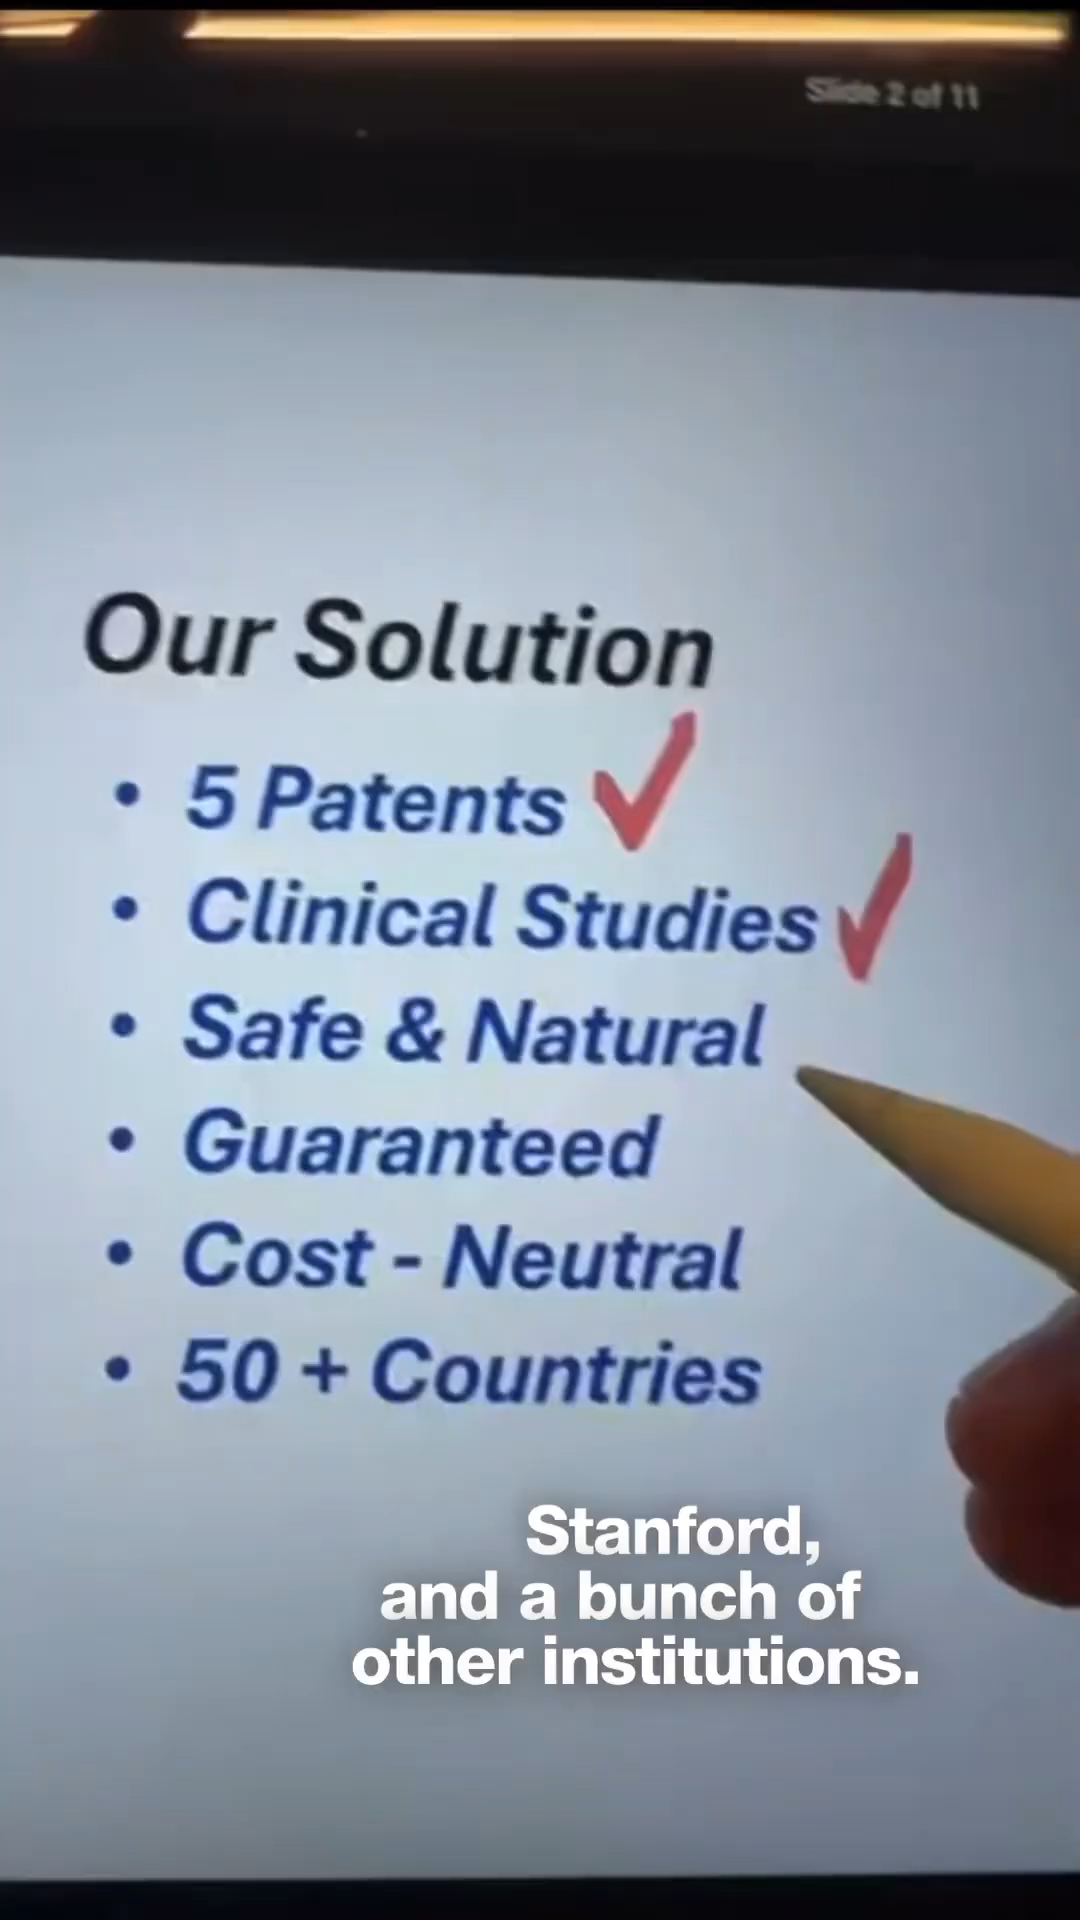 Slide 2 of 11
Our Solution
• 5 Patents
• Clinical Studies
• Safe & Natural
• Guaranteed
• Cost - Neutral
• 50 + Countries
Stanford,
and a bunch of
other institutions.